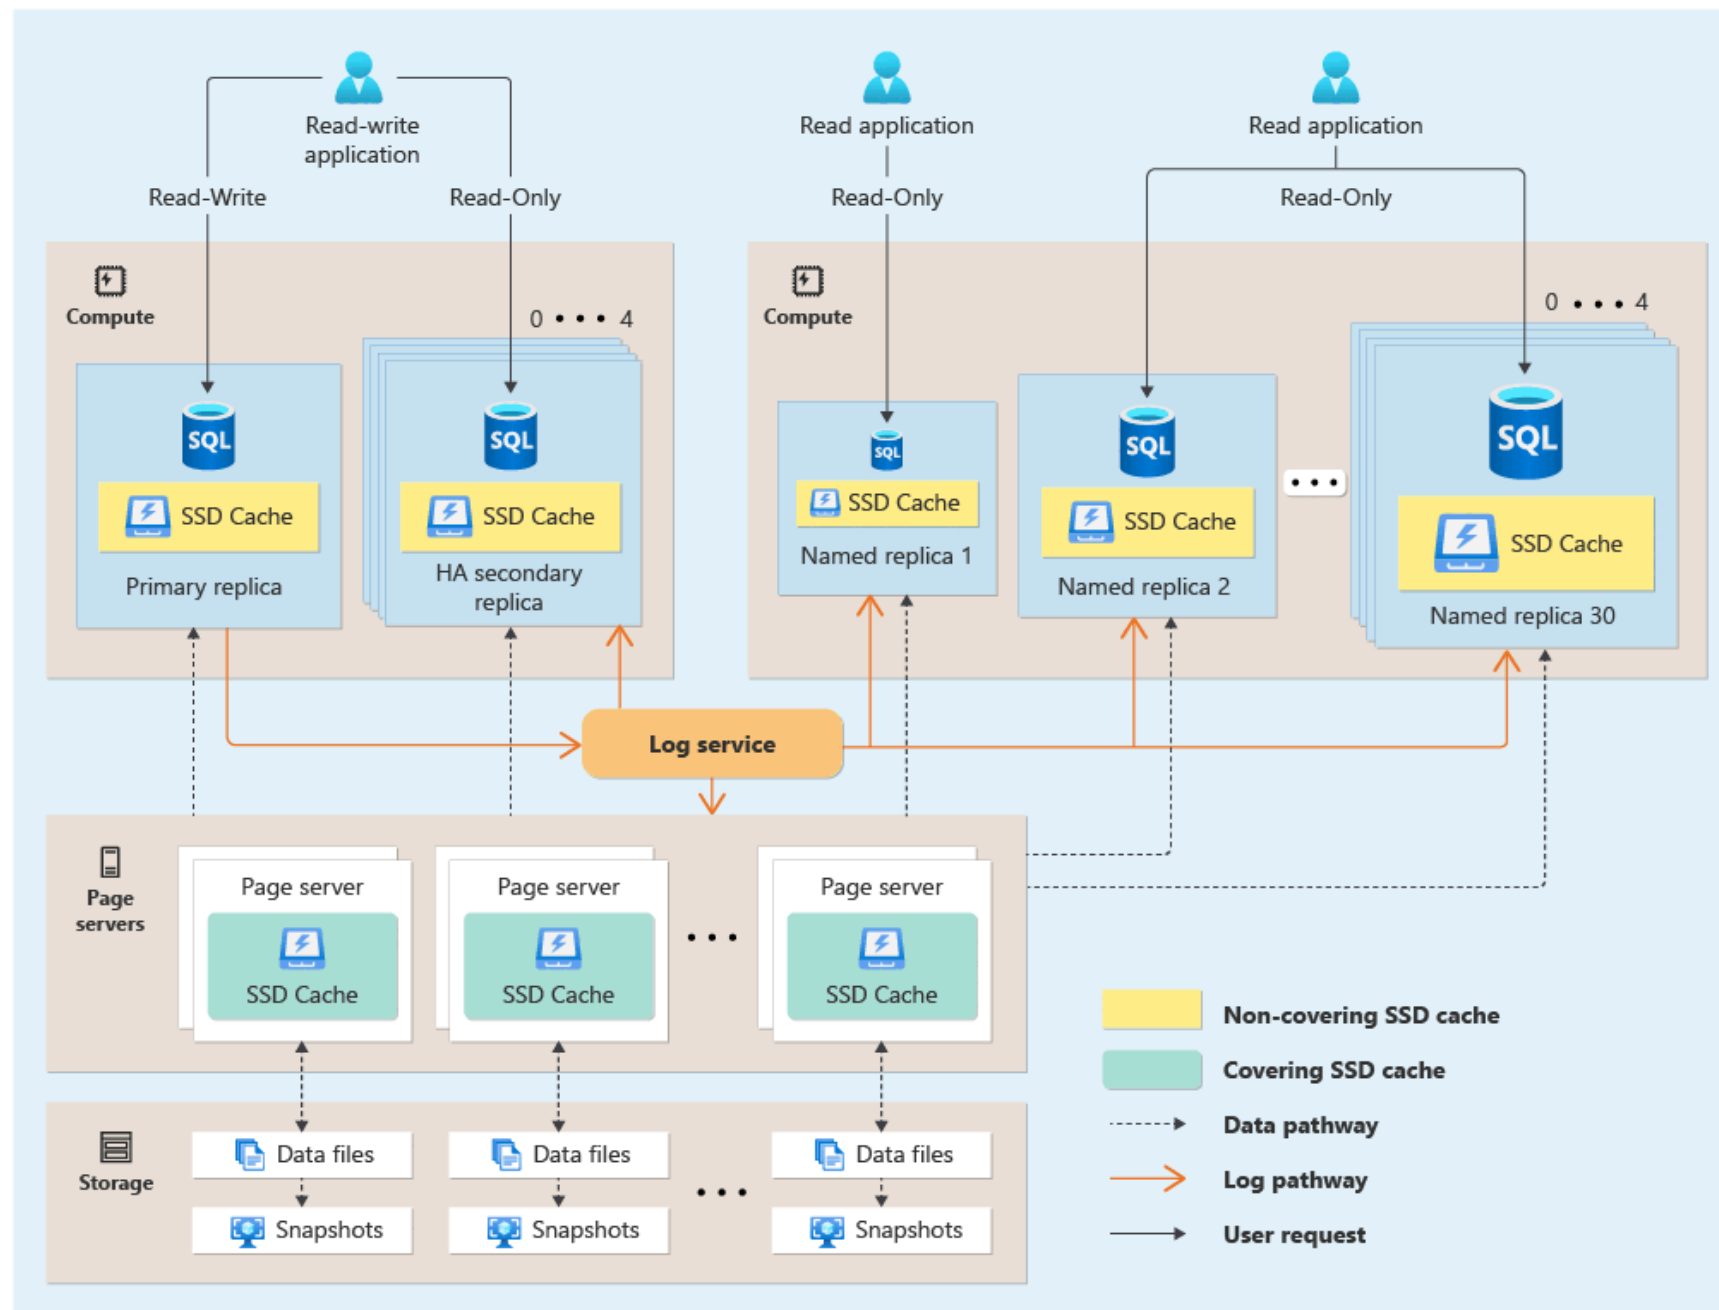 Read-write
application
Read application
Read application
Read-Write
Read-Only
Read-Only
Read-Only
Compute
0 • • • 4
SQL
SSD Cache
Primary replica
SQL
SSD Cache
HA secondary
replica
Compute
0 • • • 4
SQL
SSD Cache
Named replica 1
SQL
SSD Cache
Named replica 2
• • •
SQL
SSD Cache
Named replica 30
Log service
Page
servers
Page server
SSD Cache
Page server
SSD Cache
• • •
Page server
SSD Cache
Storage
Data files
Snapshots
Data files
Snapshots
• • •
Data files
Snapshots
Non-covering SSD cache
Covering SSD cache
Data pathway
Log pathway
User request